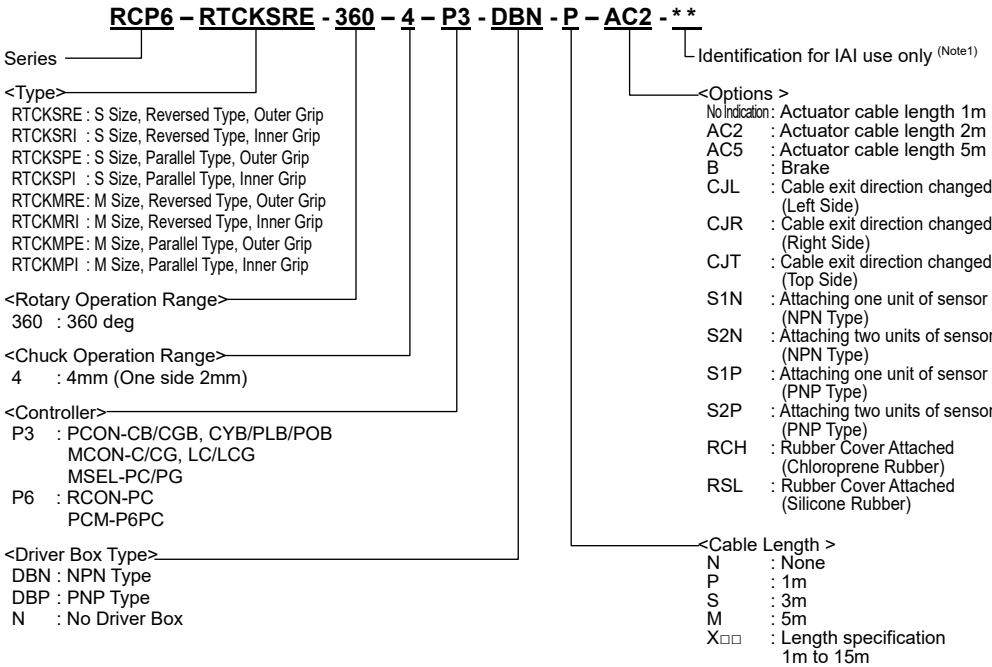 RCP6 – RTCKSRE - 360 – 4 – P3 - DBN - P – AC2 - * *
Series
Identification for IAI use only (Note1)
<Type>
RTCKSRE : S Size, Reversed Type, Outer Grip
RTCKSRI : S Size, Reversed Type, Inner Grip
RTCKSPE : S Size, Parallel Type, Outer Grip
RTCKSPI : S Size, Parallel Type, Inner Grip
RTCKMRE : M Size, Reversed Type, Outer Grip
RTCKMRI : M Size, Reversed Type, Inner Grip
RTCKMPE : M Size, Parallel Type, Outer Grip
RTCKMPI : M Size, Parallel Type, Inner Grip
<Rotary Operation Range>
360 : 360 deg
<Chuck Operation Range>
4 : 4mm (One side 2mm)
<Controller>
P3 : PCON-CB/CGB, CYB/PLB/POB
MCON-C/CG, LC/LCG
MSEL-PC/PG
P6 : RCON-PC
PCM-P6PC
<Driver Box Type>
DBN : NPN Type
DBP : PNP Type
N : No Driver Box
<Options >
No Indication : Actuator cable length 1m
AC2 : Actuator cable length 2m
AC5 : Actuator cable length 5m
B : Brake
CJL : Cable exit direction changed
(Left Side)
CJR : Cable exit direction changed
(Right Side)
CJT : Cable exit direction changed
(Top Side)
S1N : Attaching one unit of sensor
(NPN Type)
S2N : Attaching two units of sensor
(NPN Type)
S1P : Attaching one unit of sensor
(PNP Type)
S2P : Attaching two units of sensor
(PNP Type)
RCH : Rubber Cover Attached
(Chloroprene Rubber)
RSL : Rubber Cover Attached
(Silicone Rubber)
<Cable Length >
N : None
P : 1m
S : 3m
M : 5m
X□□ : Length specification
1m to 15m